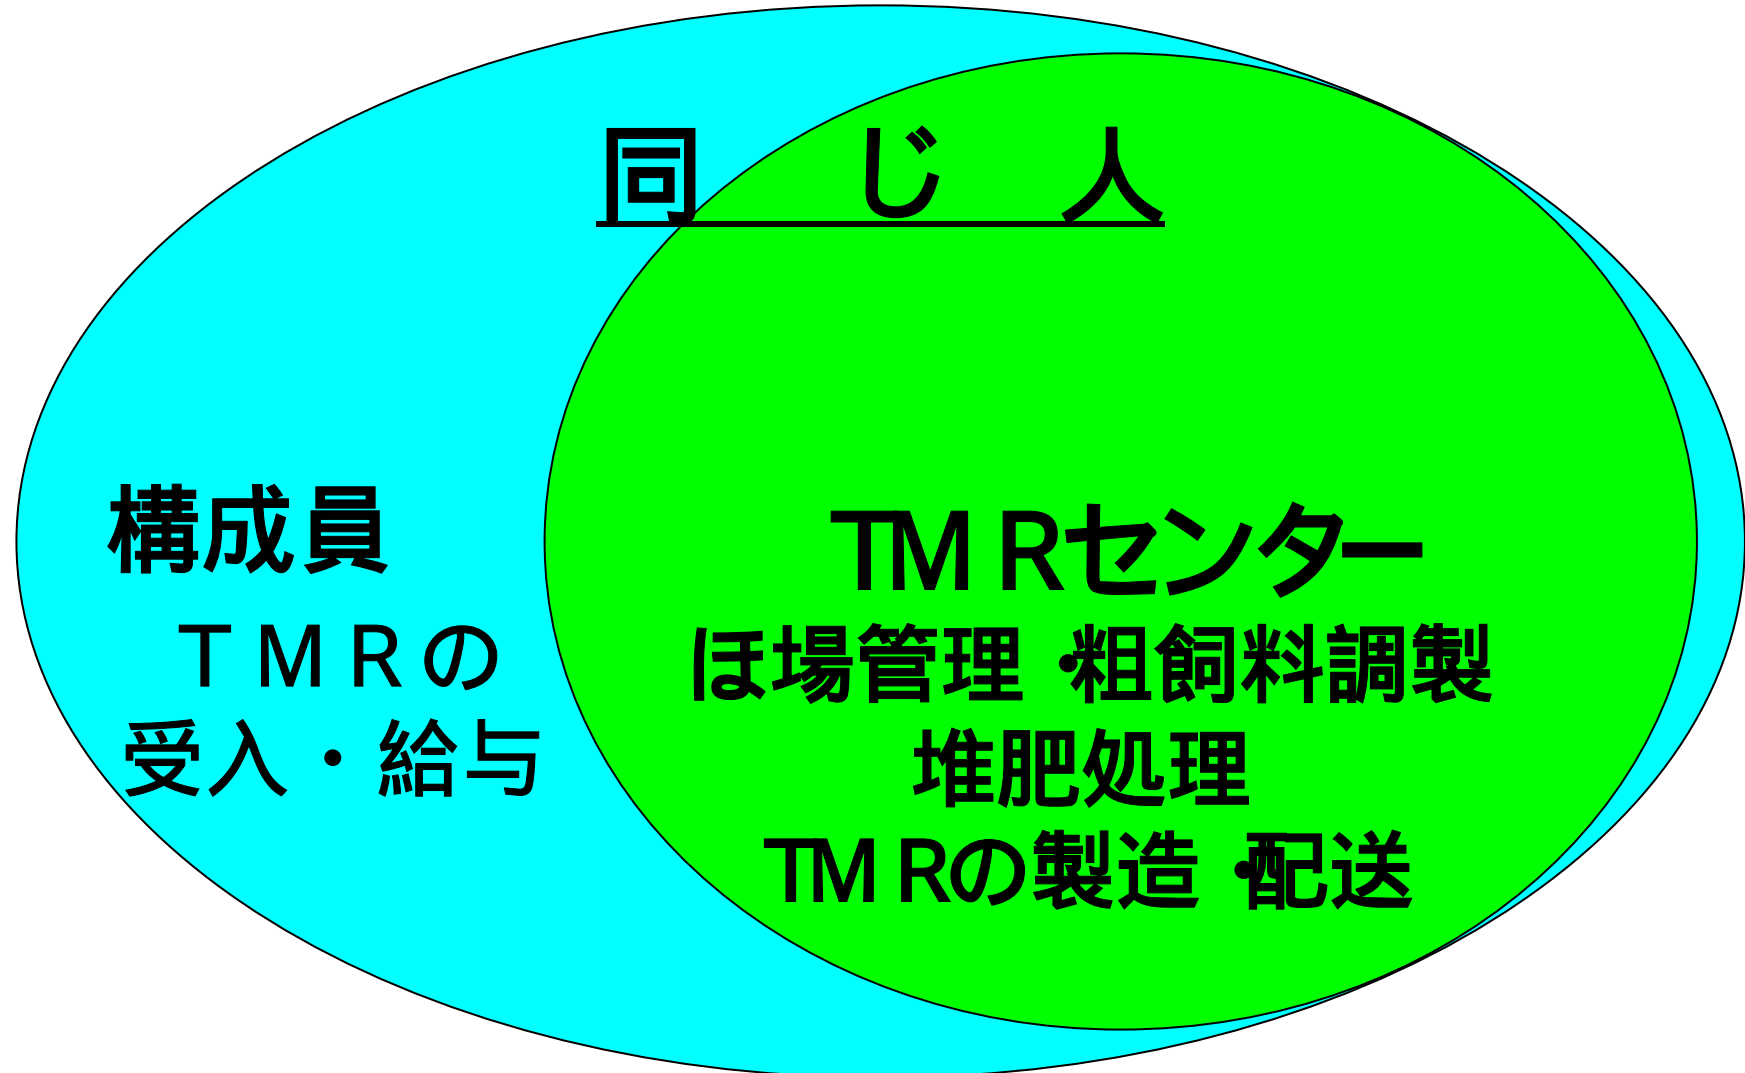 同じ人
構成員
ＴＭＲの
受入・給与
TMRセンター
ほ場管理・粗飼料調製
堆肥処理
TMRの製造・配送